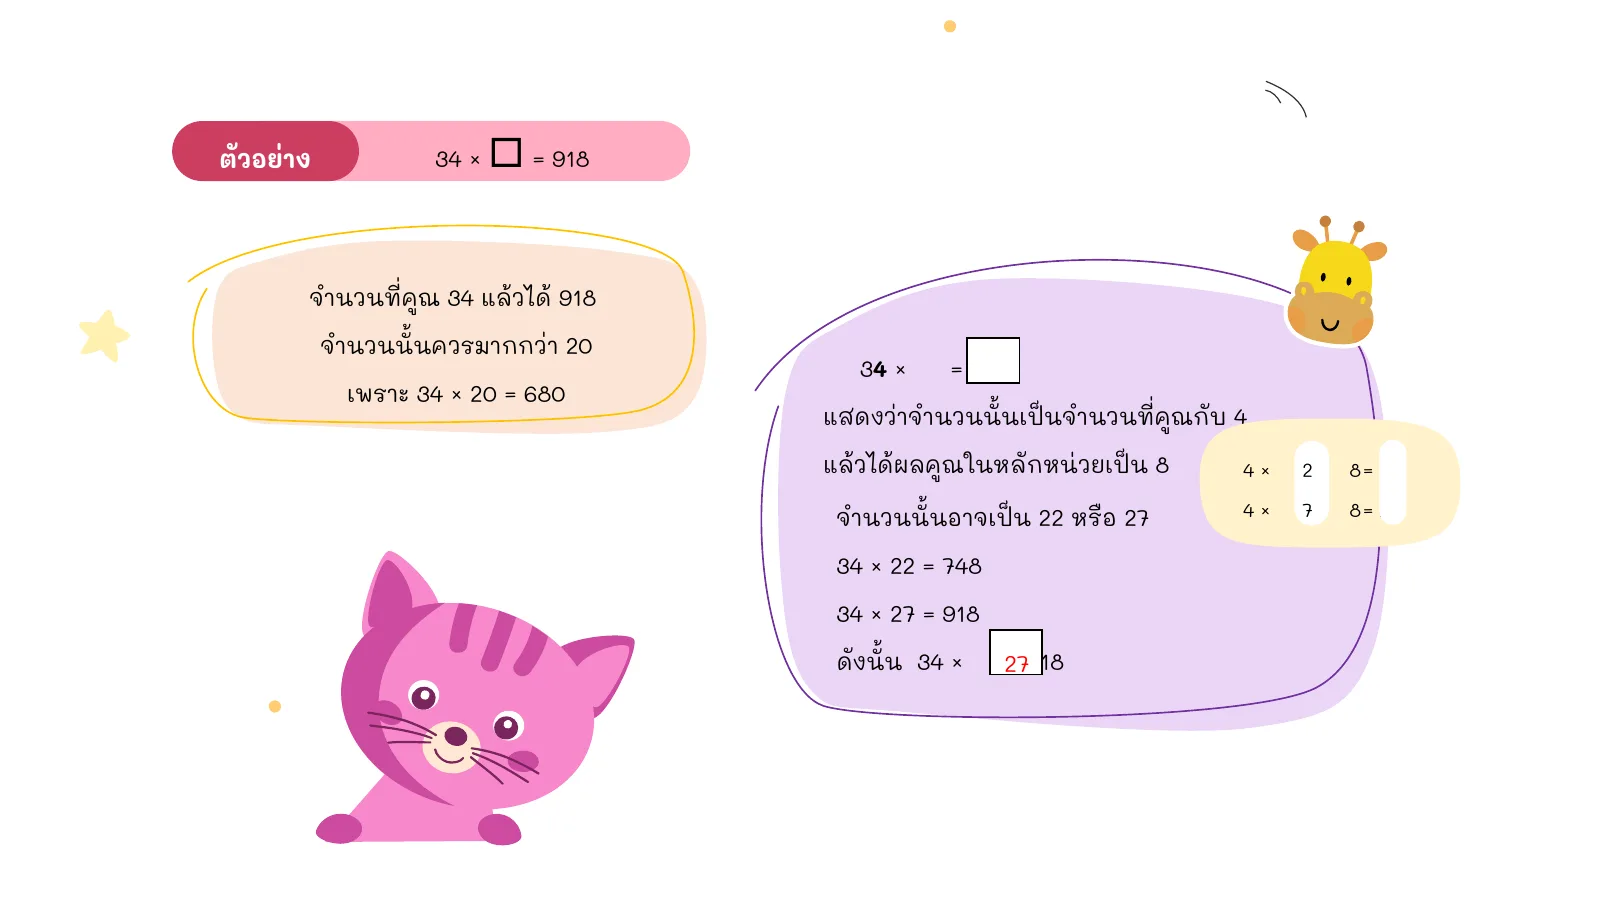 ตัวอย่าง 34 × = 918
จำนวนที่คูณ 34 แล้วได้ 918
จำนวนนั้นควรมากกว่า 20
เพราะ 34 × 20 = 680
34 × =
แสดงว่าจำนวนนั้นเป็นจำนวนที่คูณกับ 4
แล้วได้ผลคูณในหลักหน่วยเป็น 8
4 × 2 8=
4 × 7 8=
จำนวนนั้นอาจเป็น 22 หรือ 27
34 × 22 = 748
34 × 27 = 918
ดังนั้น 34 × 27 18